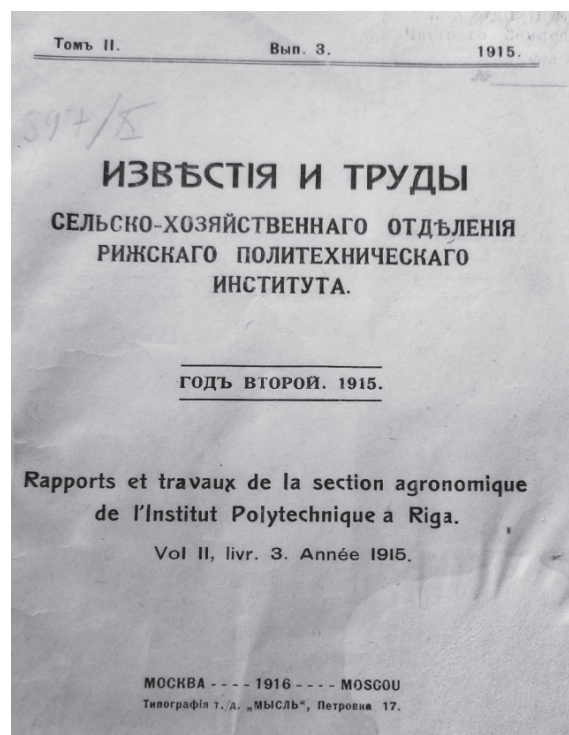 Томъ II. Вып. 3. 1915.
№
897/8
ИЗВѢСТІЯ И ТРУДЫ
СЕЛЬСКО-ХОЗЯЙСТВЕННАГО ОТДѢЛЕНІЯ
РИЖСКАГО ПОЛИТЕХНИЧЕСКАГО
ИНСТИТУТА.
ГОДЪ ВТОРОЙ. 1915.
Rapports et travaux de la section agronomique
de l'Institut Polytechnique a Riga.
Vol II, livr. 3. Année 1915.
МОСКВА - - - - 1916 - - - - MOSCOU
Типографія т. д. „МЫСЛЬ“, Петровка 17.